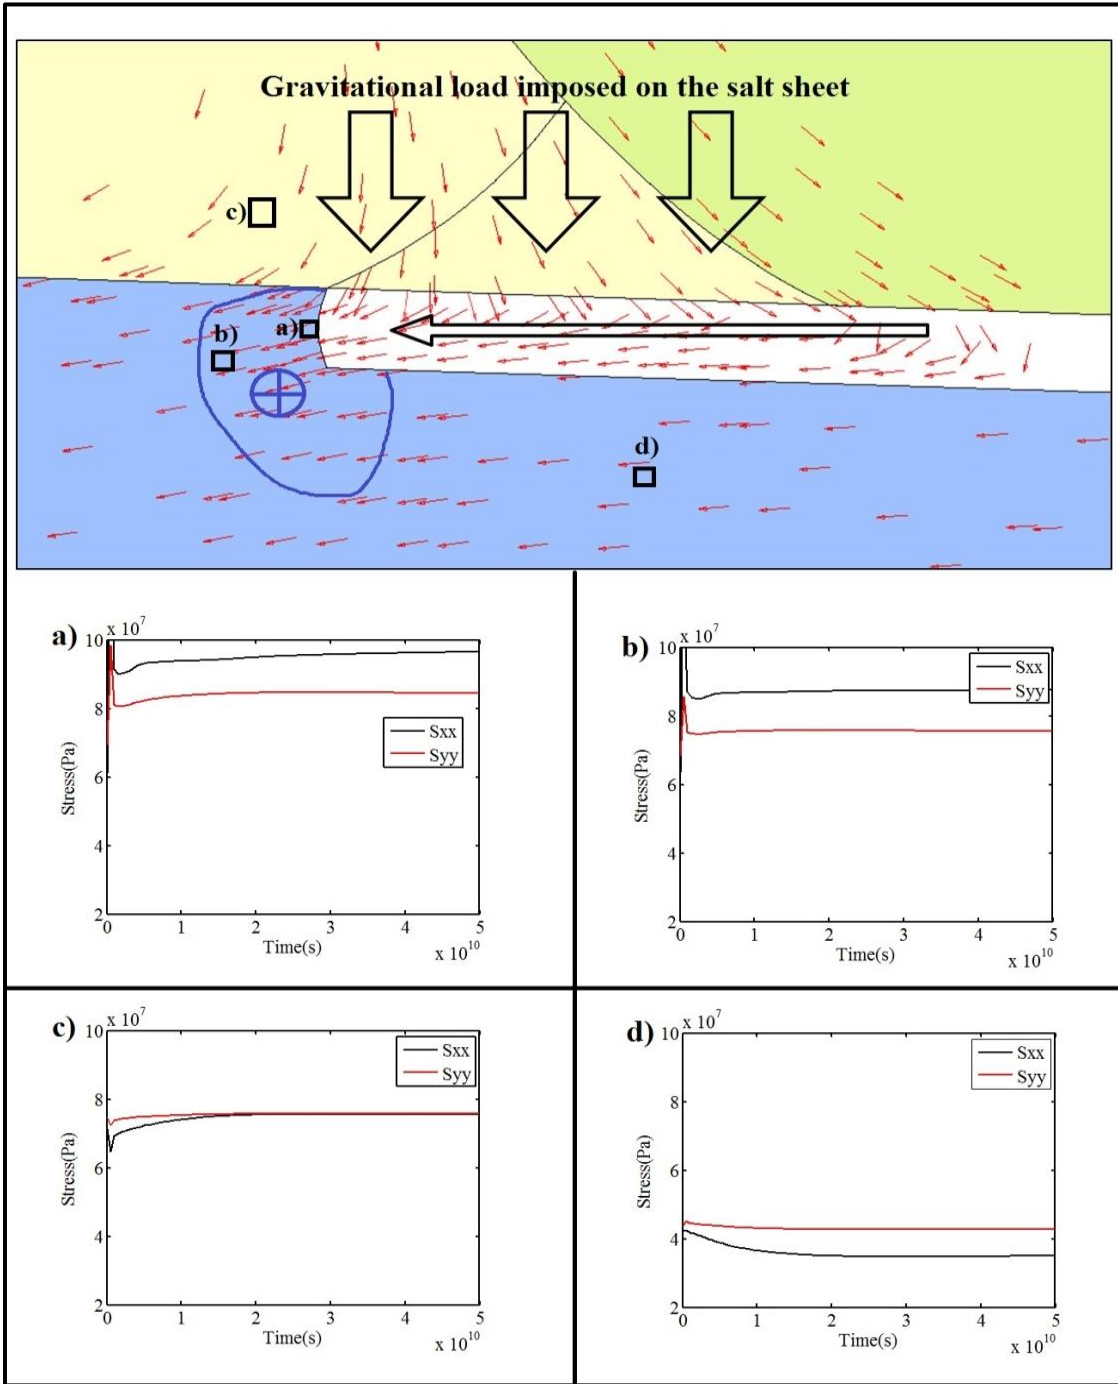 Gravitational load imposed on the salt sheet
c)
a)
b)
d)
a)
x 10^7
10
8
6
4
2
Stress(Pa)
Sxx
Syy
0 1 2 3 4 5
Time(s)
x 10^10
b)
x 10^7
10
8
6
4
2
Stress(Pa)
Sxx
Syy
0 1 2 3 4 5
Time(s)
x 10^10
c)
x 10^7
10
8
6
4
2
Stress(Pa)
Sxx
Syy
0 1 2 3 4 5
Time(s)
x 10^10
d)
x 10^7
10
8
6
4
2
Stress(Pa)
Sxx
Syy
0 1 2 3 4 5
Time(s)
x 10^10